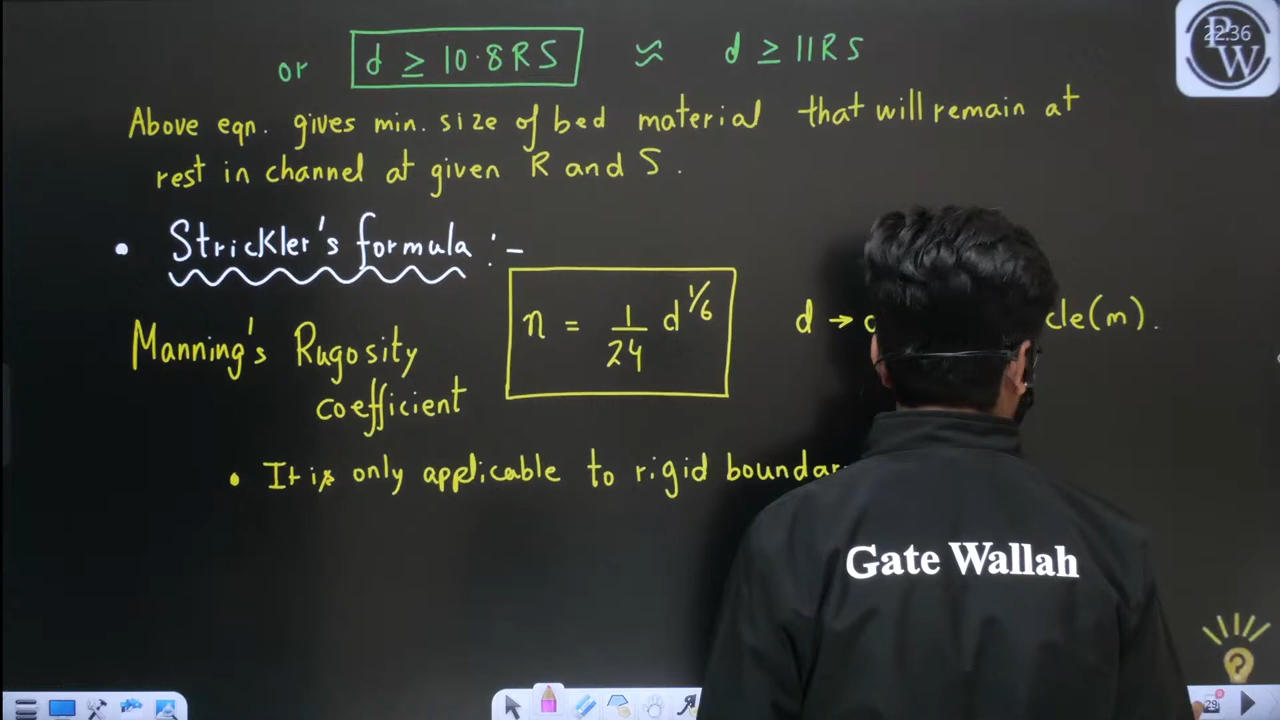 22:36
PW
or d ≥ 10.8RS ≈ d ≥ 11RS
Above eqn. gives min. size of bed material that will remain at
rest in channel at given R and S.
• Strickler's formula :-
n = 1/24 d^1/6 d → cle(m).
Manning's Rugosity
coefficient
• It is only applicable to rigid boundar
Gate Wallah
29